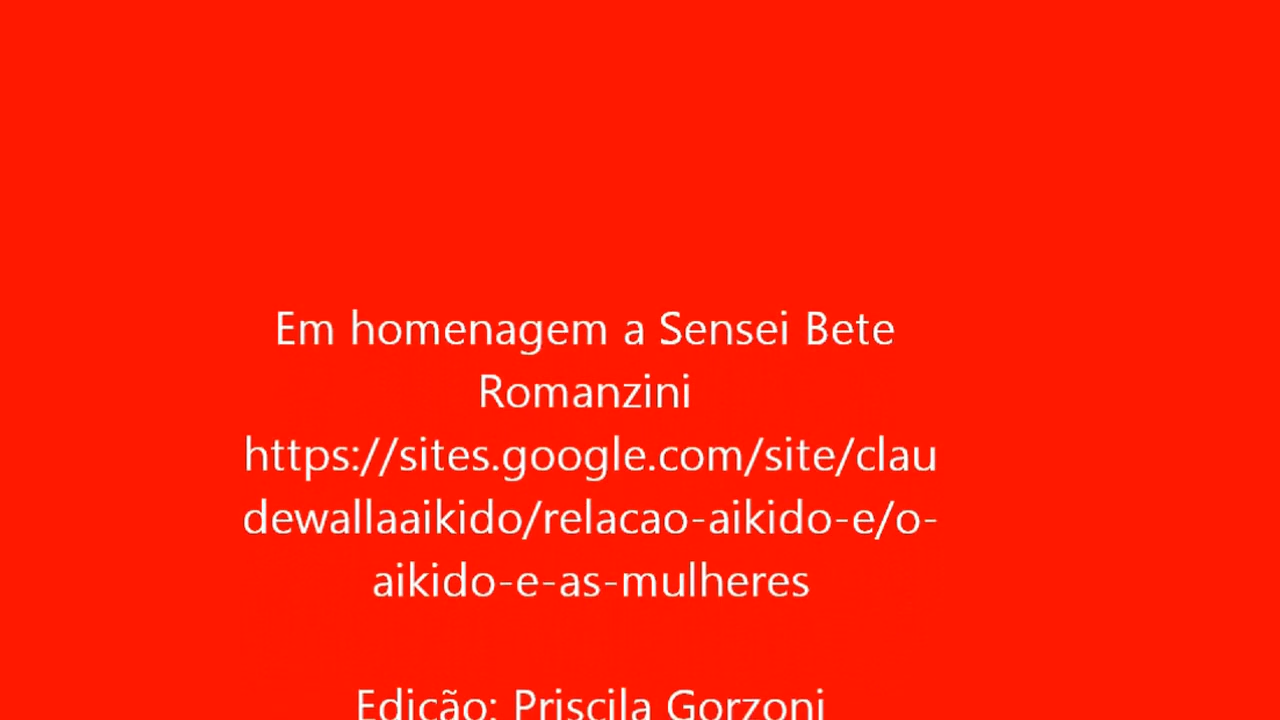 Em homenagem a Sensei Bete
Romanzini
https://sites.google.com/site/clau
dewallaaikido/relacao-aikido-e/o-
aikido-e-as-mulheres
Edição: Priscila Gorzoni